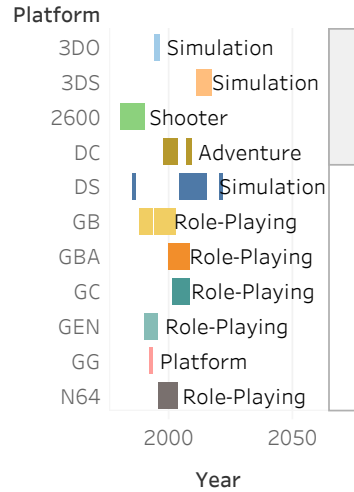 Platform
3DO Simulation
3DS Simulation
2600 Shooter
DC Adventure
DS Simulation
GB Role-Playing
GBA Role-Playing
GC Role-Playing
GEN Role-Playing
GG Platform
N64 Role-Playing
2000 2050
Year